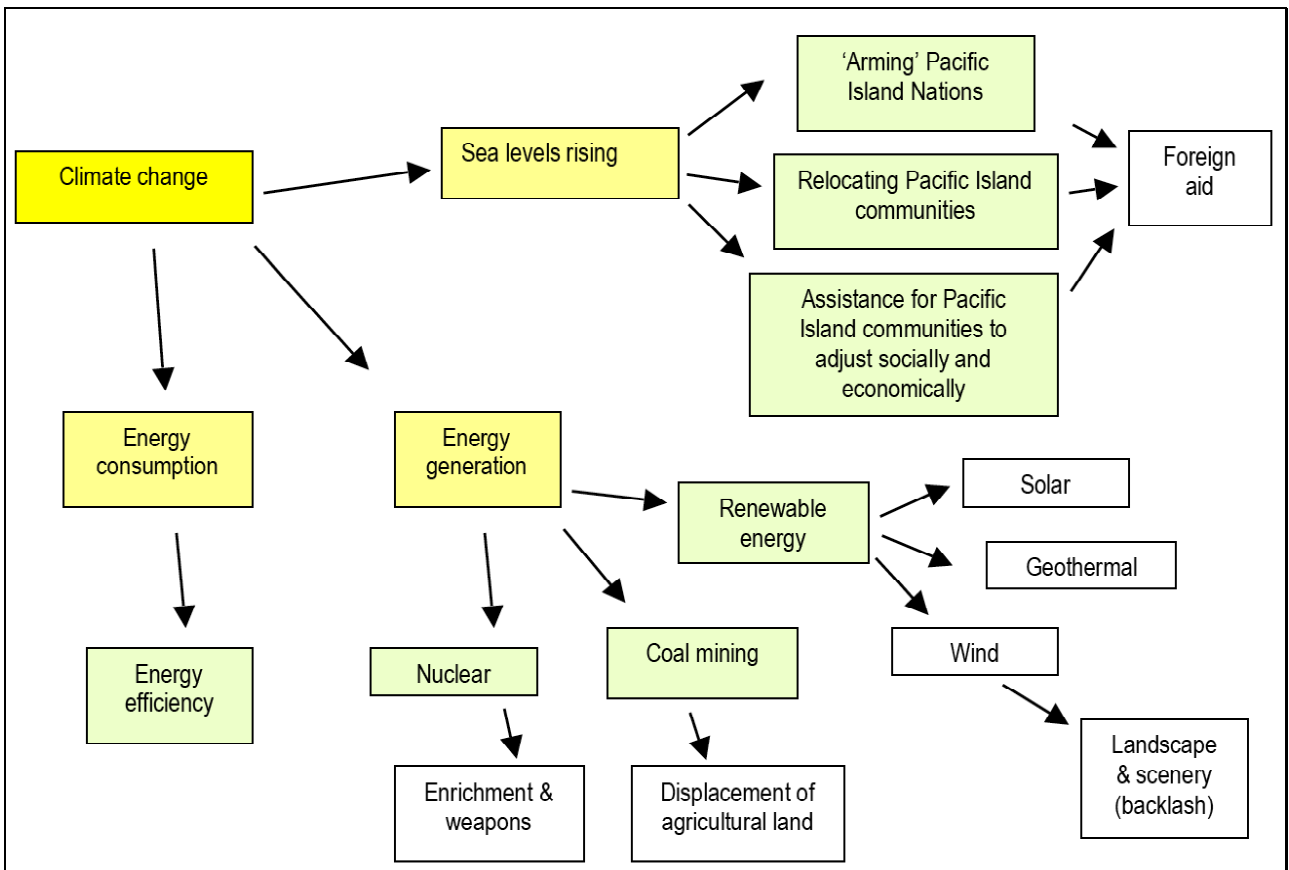 ‘Arming’ Pacific
Island Nations
Sea levels rising
Climate change
Foreign
aid
Relocating Pacific Island
communities
Assistance for Pacific
Island communities to
adjust socially and
economically
Energy
consumption
Energy
generation
Renewable
energy
Solar
Geothermal
Wind
Energy
efficiency
Nuclear
Coal mining
Landscape
& scenery
(backlash)
Enrichment &
weapons
Displacement of
agricultural land